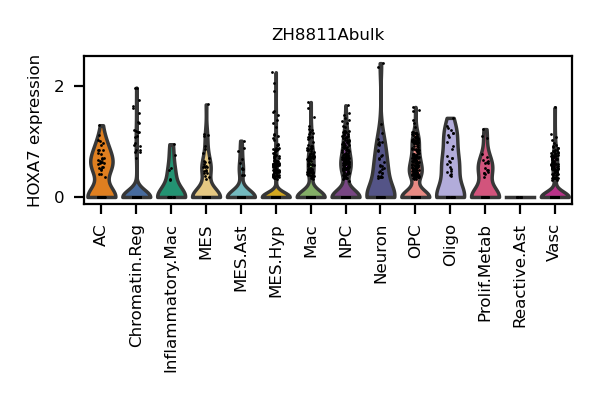 ZH8811Abulk
HOXA7 expression
2
0
AC
Chromatin.Reg
Inflammatory.Mac
MES
MES.Ast
MES.Hyp
Mac
NPC
Neuron
OPC
Oligo
Prolif.Metab
Reactive.Ast
Vasc